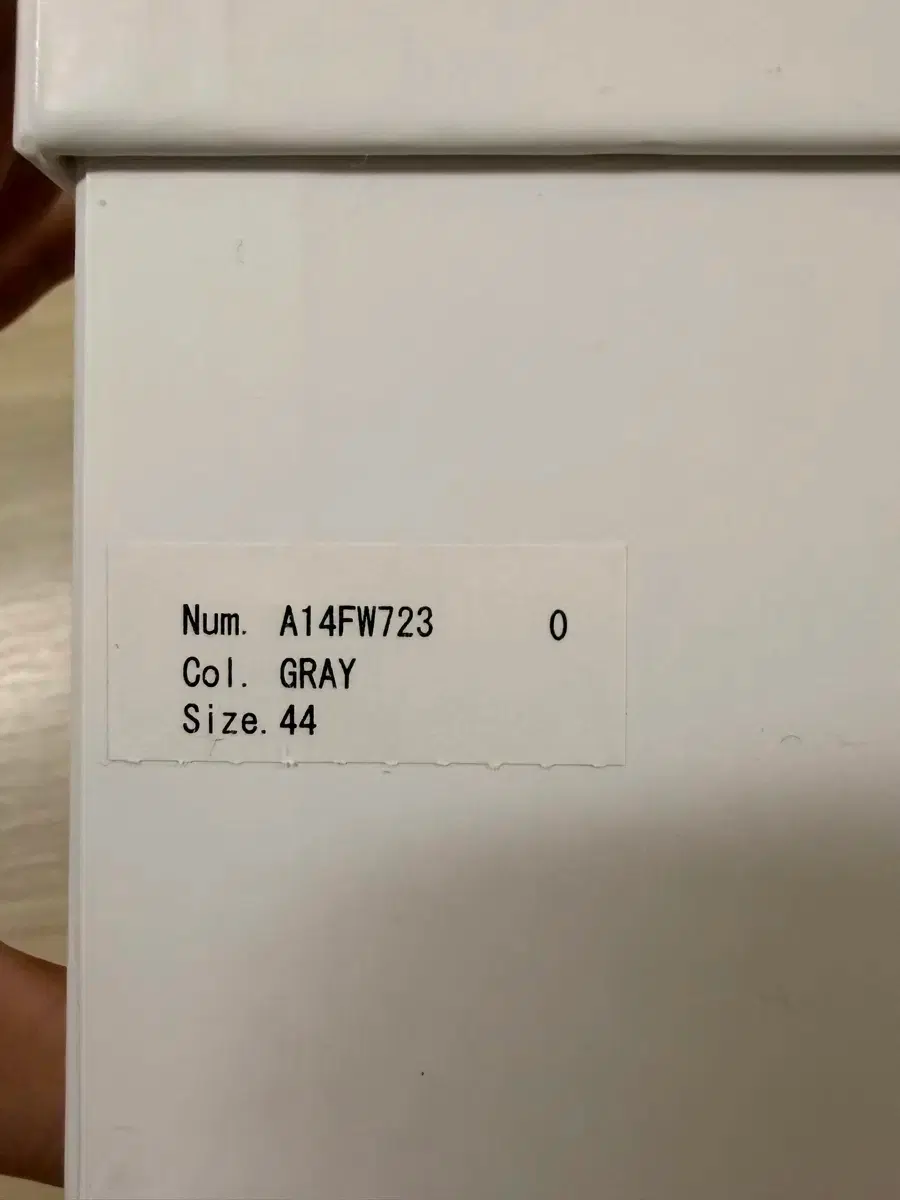 Num. A14FW723 0
Col. GRAY
Size. 44